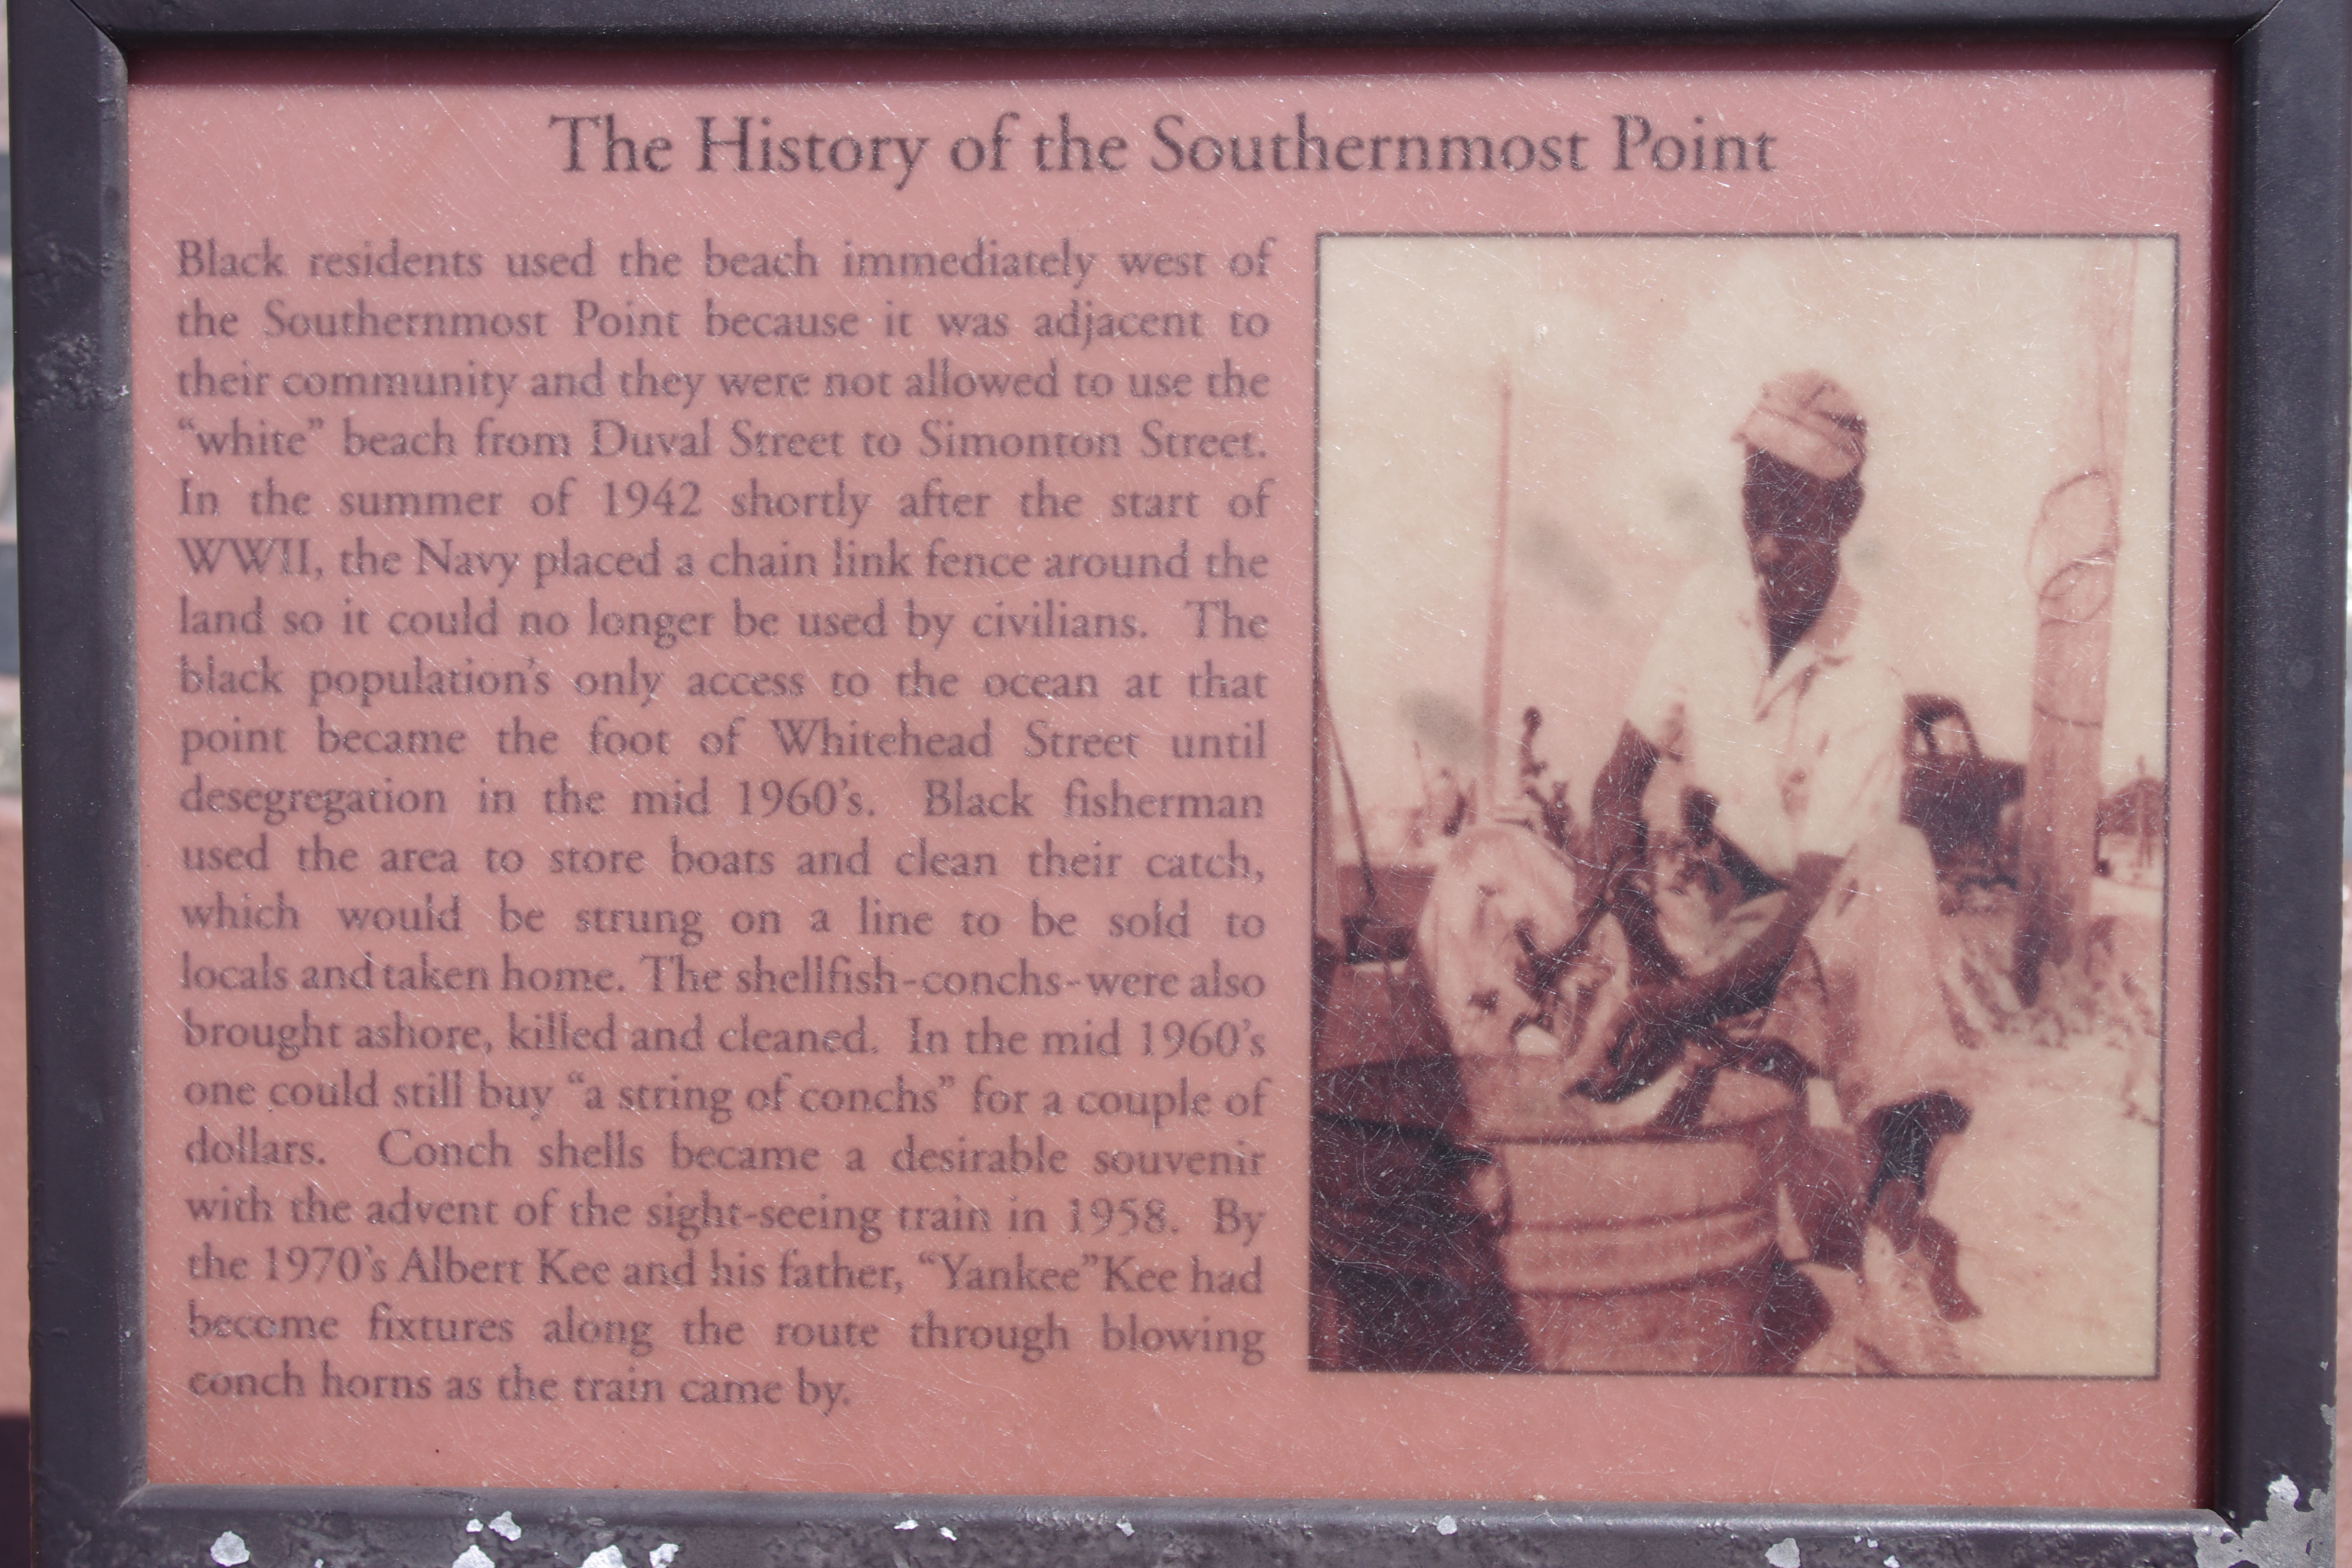 The History of the Southernmost Point
Black residents used the beach immediately west of
the Southernmost Point because it was adjacent to
their community and they were not allowed to use the
“white” beach from Duval Street to Simonton Street.
In the summer of 1942 shortly after the start of
WWII, the Navy placed a chain link fence around the
land so it could no longer be used by civilians. The
black population’s only access to the ocean at that
point became the foot of Whitehead Street until
desegregation in the mid 1960’s. Black fisherman
used the area to store boats and clean their catch,
which would be strung on a line to be sold to
locals and taken home. The shellfish-conchs-were also
brought ashore, killed and cleaned. In the mid 1960’s
one could still buy “a string of conchs” for a couple of
dollars. Conch shells became a desirable souvenir
with the advent of the sight-seeing train in 1958. By
the 1970’s Albert Kee and his father, “Yankee”Kee had
become fixtures along the route through blowing
conch horns as the train came by.